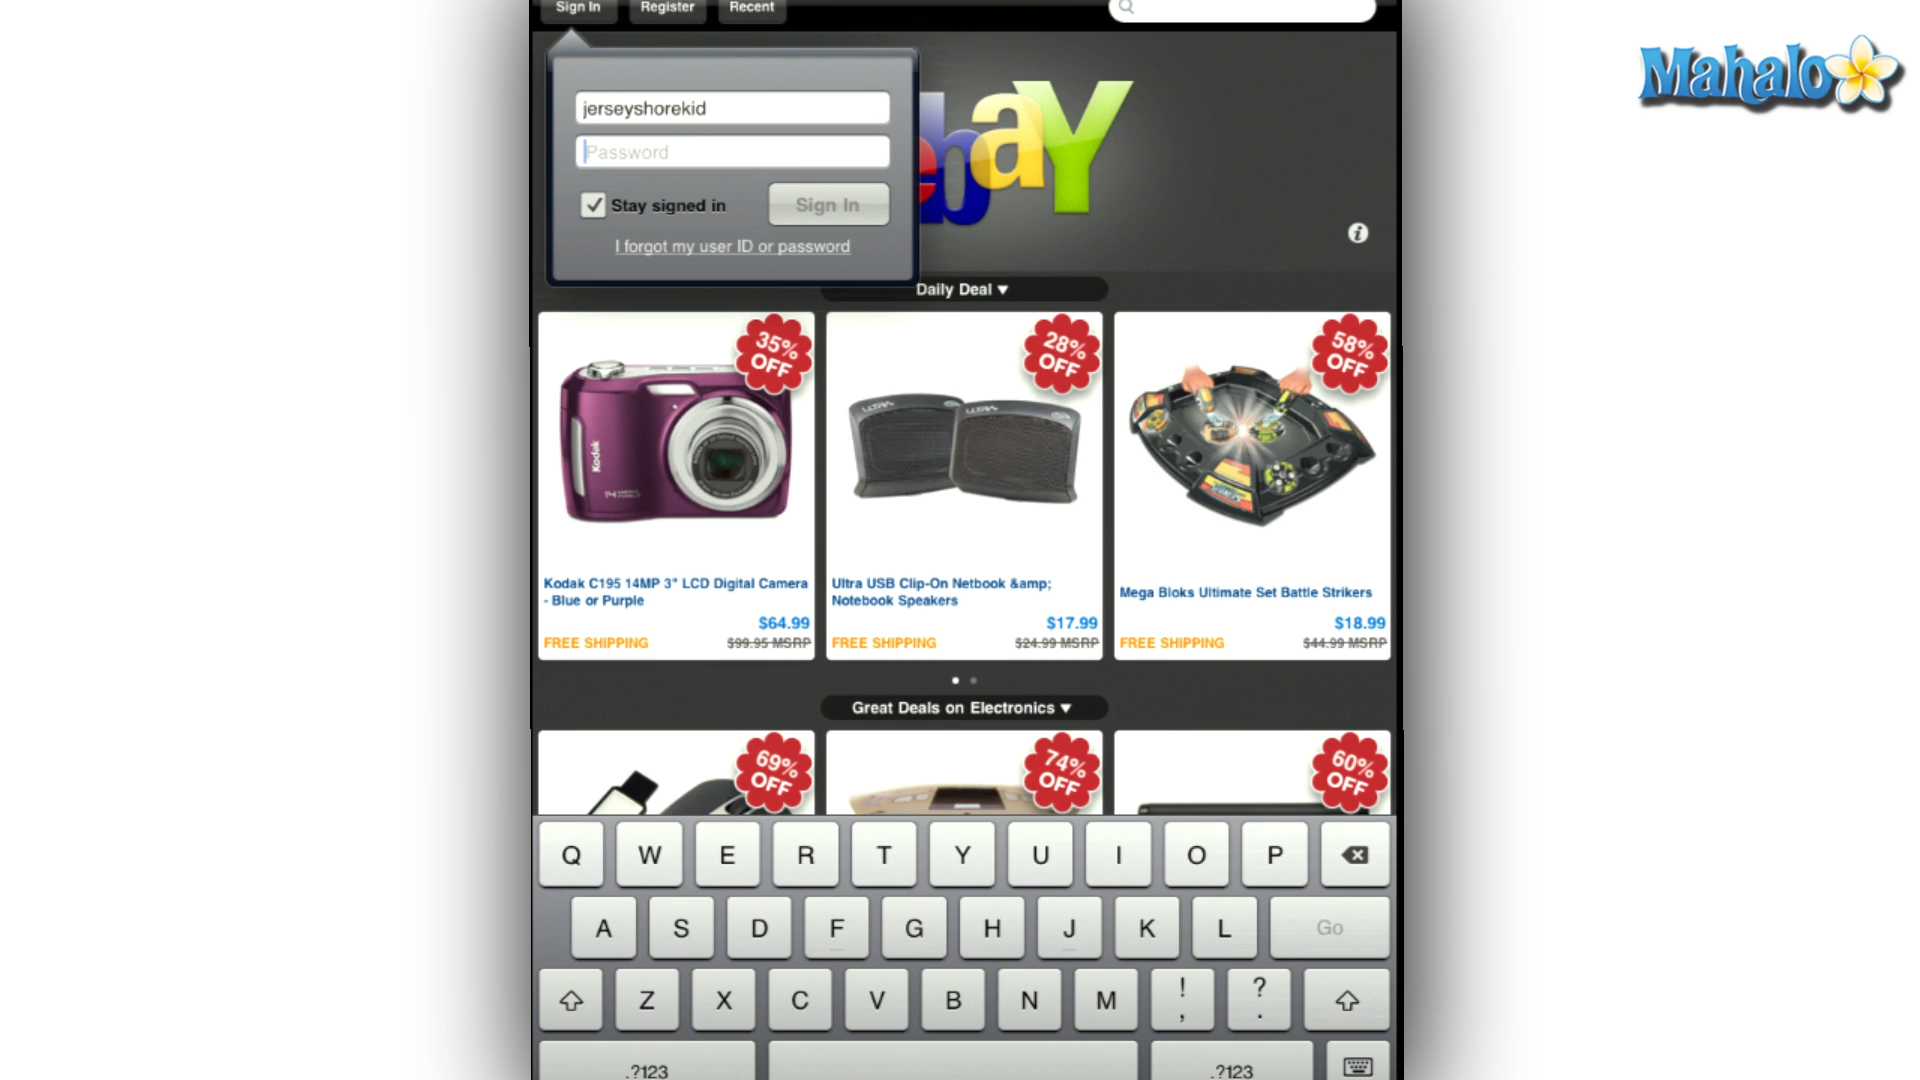 Sign In
Register
Recent
Mahalo
jerseyshorekid
Password
Stay signed in
Sign In
I forgot my user ID or password
ebaY
Daily Deal ▼
35% OFF
28% OFF
58% OFF
Kodak
14
ULTRA
ULTRA
Kodak C195 14MP 3" LCD Digital Camera
- Blue or Purple
$64.99
FREE SHIPPING
$99.95 MSRP
Ultra USB Clip-On Netbook &amp;
Notebook Speakers
$17.99
FREE SHIPPING
$24.99 MSRP
Mega Bloks Ultimate Set Battle Strikers
$18.99
FREE SHIPPING
$44.99 MSRP
Great Deals on Electronics ▼
69% OFF
74% OFF
60% OFF
Q W E R T Y U I O P
A S D F G H J K L Go
Z X C V B N M ! , ? .
.?123 .?123